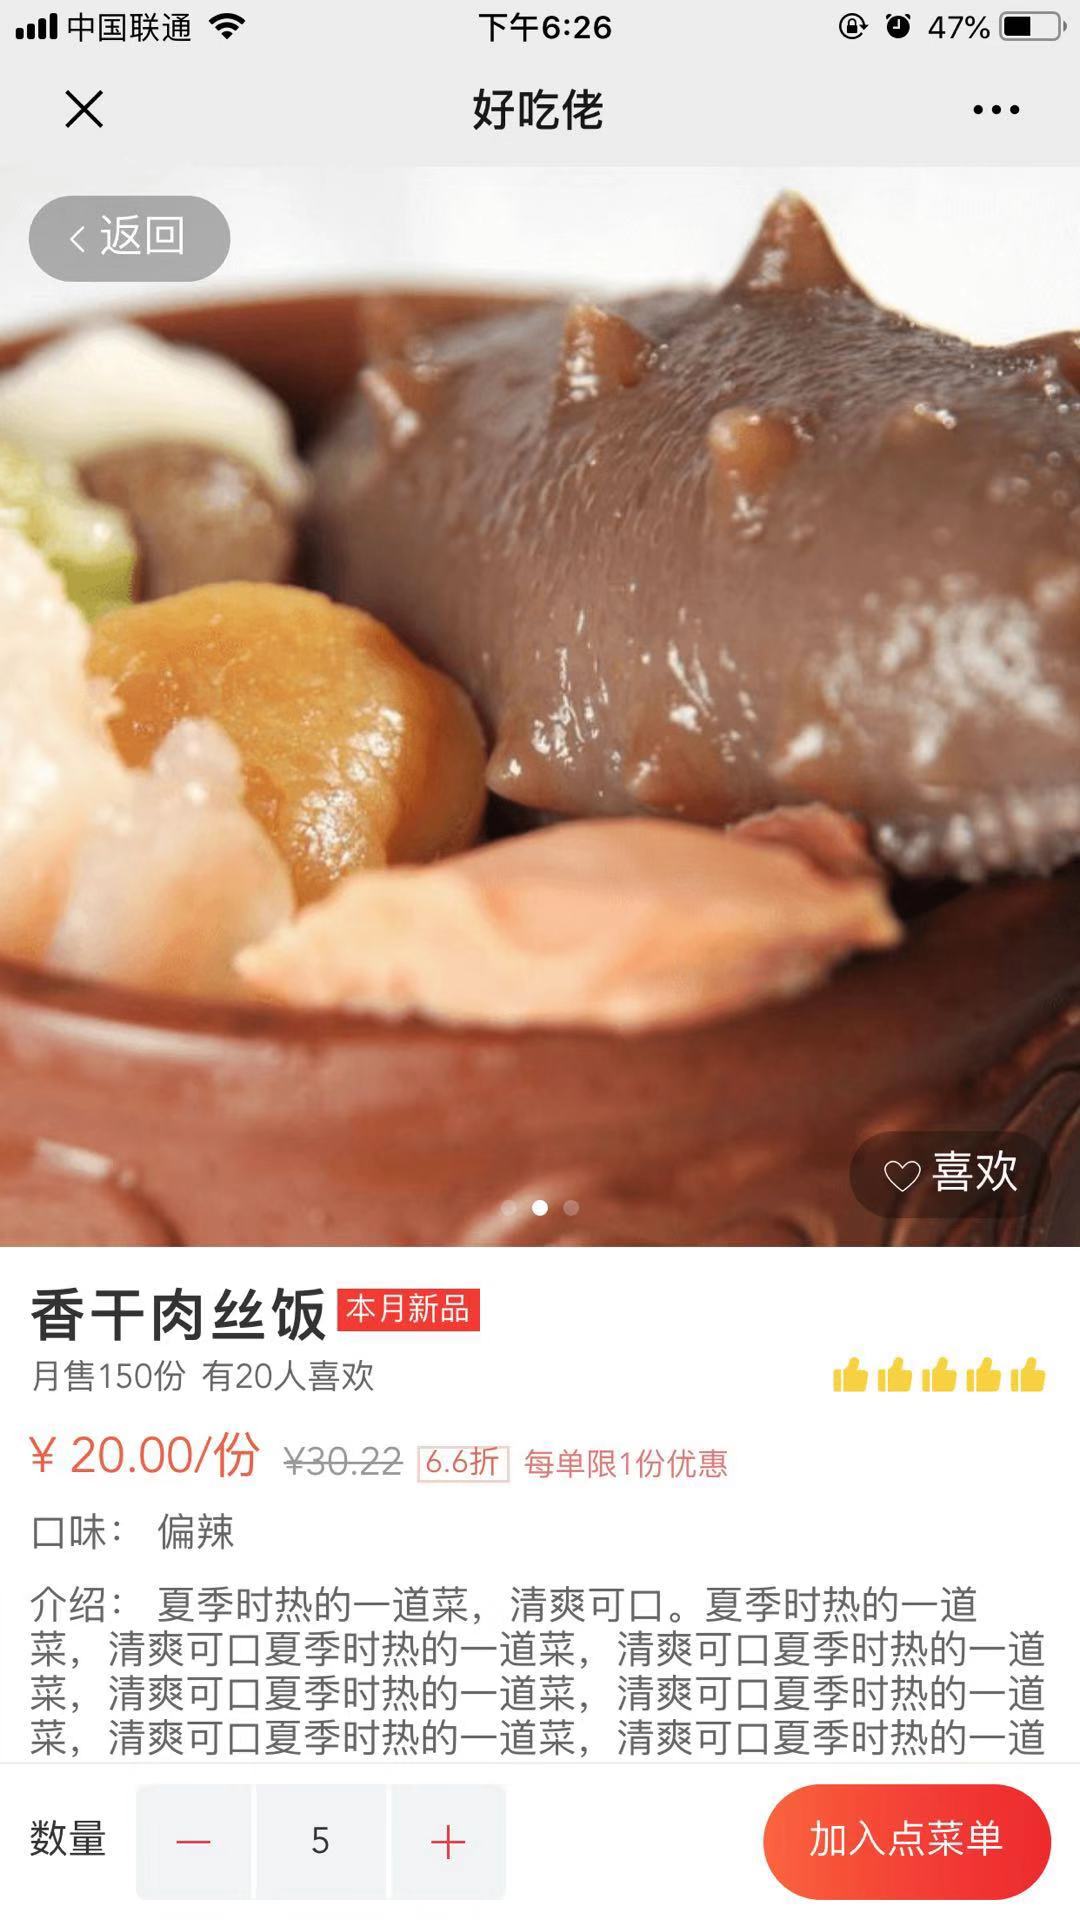 中国联通 下午6:26 47%
好吃佬
返回
喜欢
香干肉丝饭 本月新品
月售150份 有20人喜欢
¥ 20.00/份 ¥30.22 6.6折 每单限1份优惠
口味： 偏辣
介绍： 夏季时热的一道菜，清爽可口。夏季时热的一道
菜，清爽可口夏季时热的一道菜，清爽可口夏季时热的一道
菜，清爽可口夏季时热的一道菜，清爽可口夏季时热的一道
菜，清爽可口夏季时热的一道菜，清爽可口夏季时热的一道
数量 5 加入点菜单